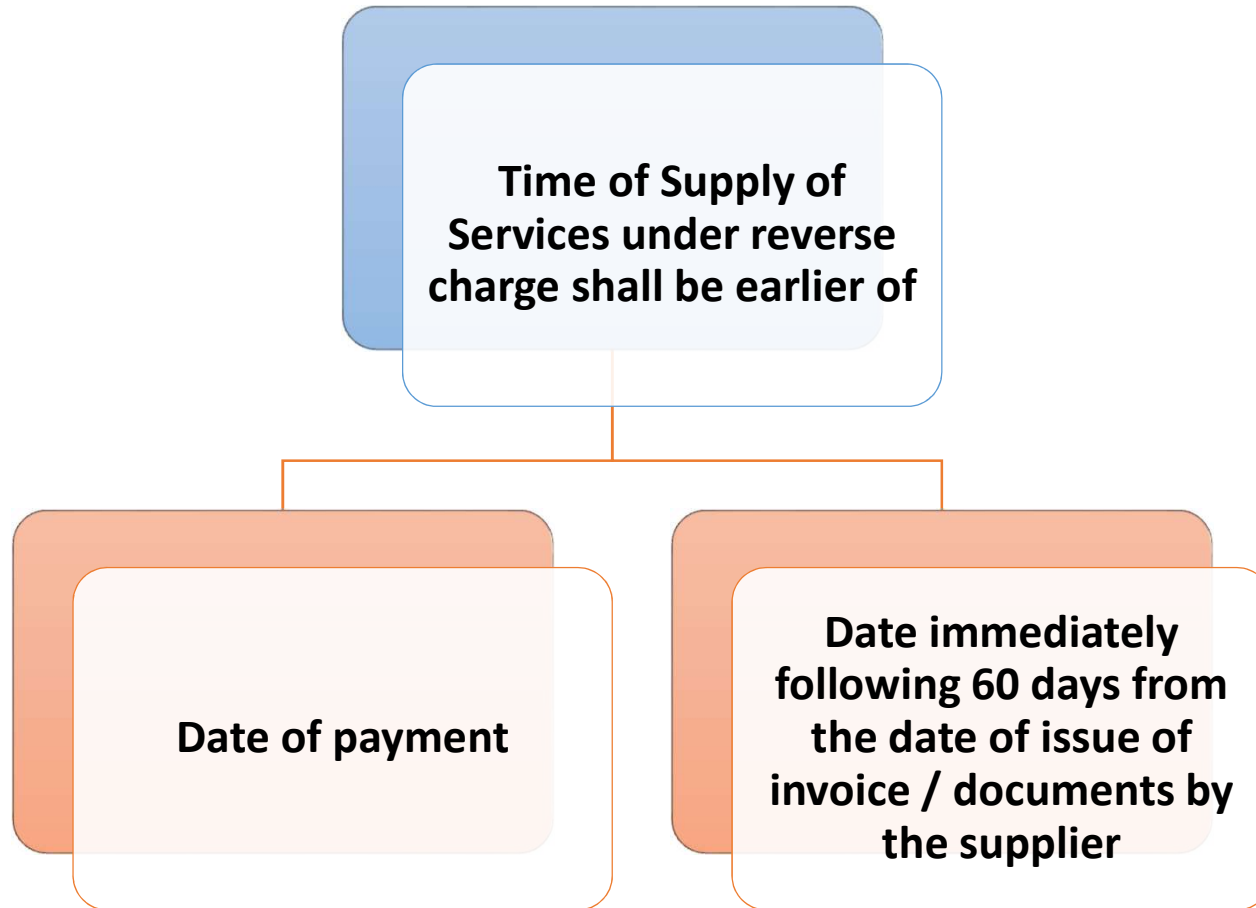 Time of Supply of
Services under reverse
charge shall be earlier of
Date of payment
Date immediately
following 60 days from
the date of issue of
invoice / documents by
the supplier